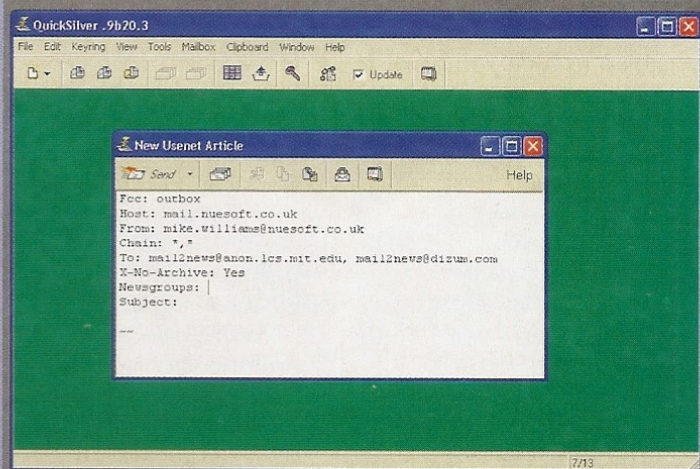 QuickSilver .9b20.3
File Edit Keyring View Tools Mailbox Clipboard Window Help
Update
New Usenet Article
Send Help
Fcc: outbox
Host: mail.nuesoft.co.uk
From: mike.williams@nuesoft.co.uk
Chain: *,*
To: mail2news@anon.lcs.mit.edu, mail2news@dizum.com
X-No-Archive: Yes
Newsgroups:
Subject:
--
7/13